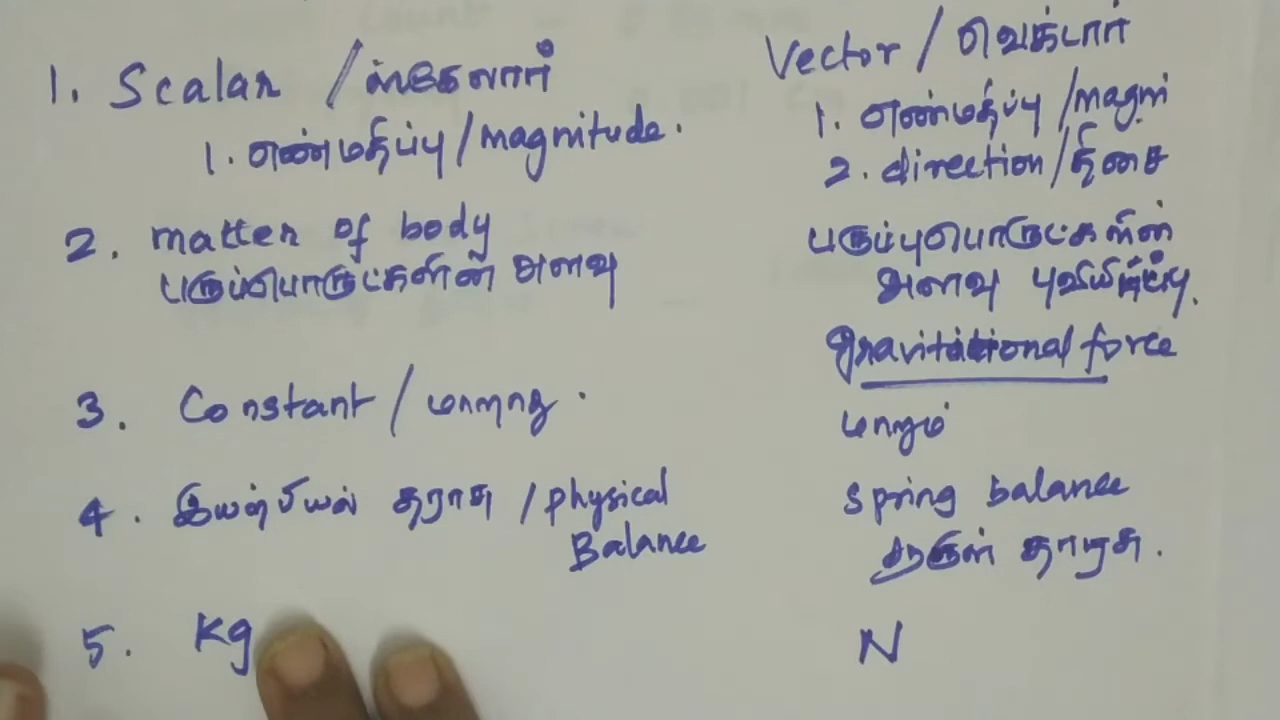 1. Scalar / ஸ்கேலார்
Vector / வெக்டார்
1. எண்மதிப்பு / magnitude.
1. எண்மதிப்பு / magni
2. direction / திசை
2. matter of body
பருப்பொருட்களின் அளவு
பருப்புபொருட்களின்
அளவு புவியீர்ப்பு.
gravitational force
3. Constant / மாறாது.
மாறும்
4. இயற்பியல் தராசு / physical
Balance
spring balance
தராசு.
5. Kg
N